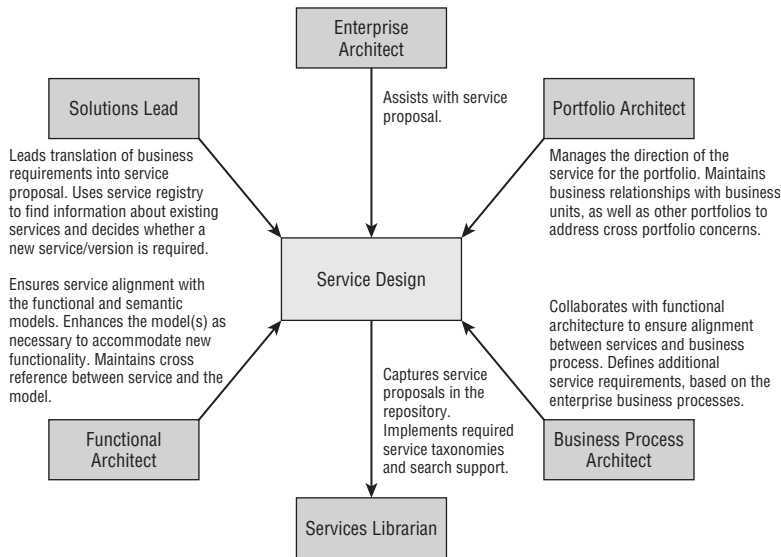 Enterprise
Architect
Solutions Lead
Assists with service
proposal.
Portfolio Architect
Leads translation of business
requirements into service
proposal. Uses service registry
to find information about existing
services and decides whether a
new service/version is required.
Manages the direction of the
service for the portfolio. Maintains
business relationships with business
units, as well as other portfolios to
address cross portfolio concerns.
Service Design
Ensures service alignment with
the functional and semantic
models. Enhances the model(s) as
necessary to accommodate new
functionality. Maintains cross
reference between service and the
model.
Collaborates with functional
architecture to ensure alignment
between services and business
process. Defines additional
service requirements, based on the
enterprise business processes.
Captures service
proposals in the
repository.
Implements required
service taxonomies
and search support.
Functional
Architect
Business Process
Architect
Services Librarian